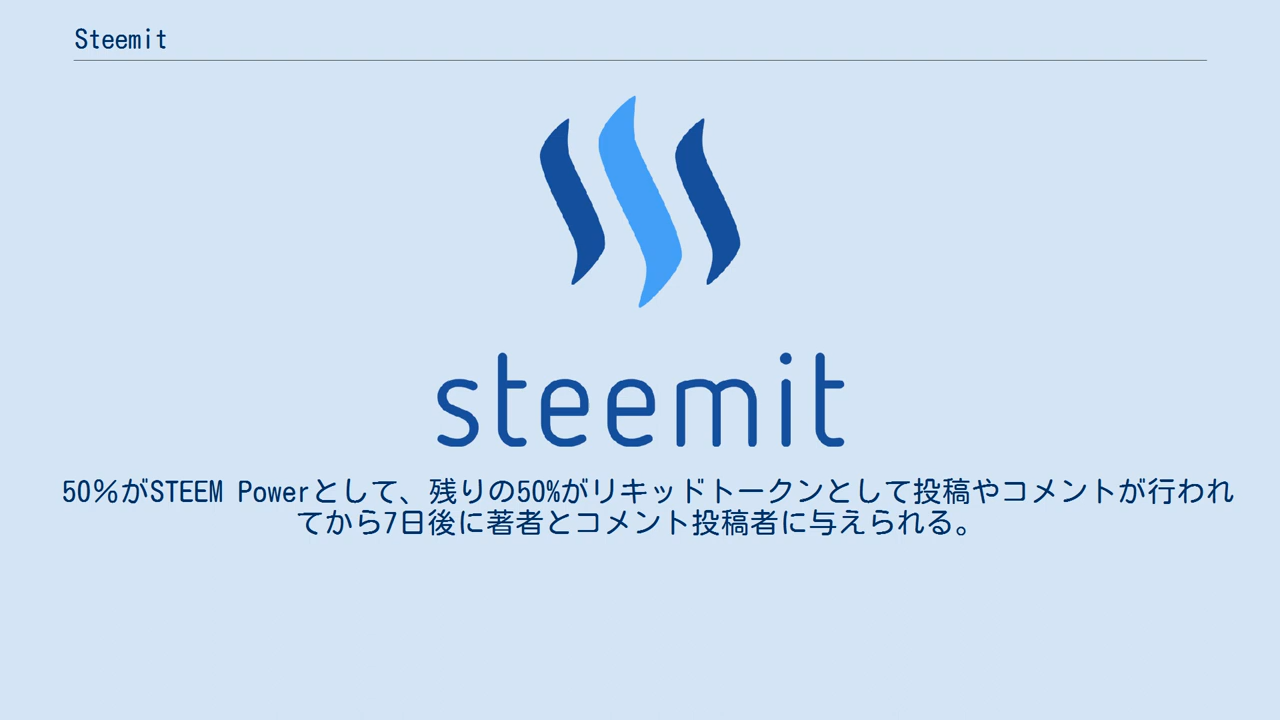 Steemit
steemit
50％がSTEEM Powerとして、残りの50%がリキッドトークンとして投稿やコメントが行われ
てから7日後に著者とコメント投稿者に与えられる。